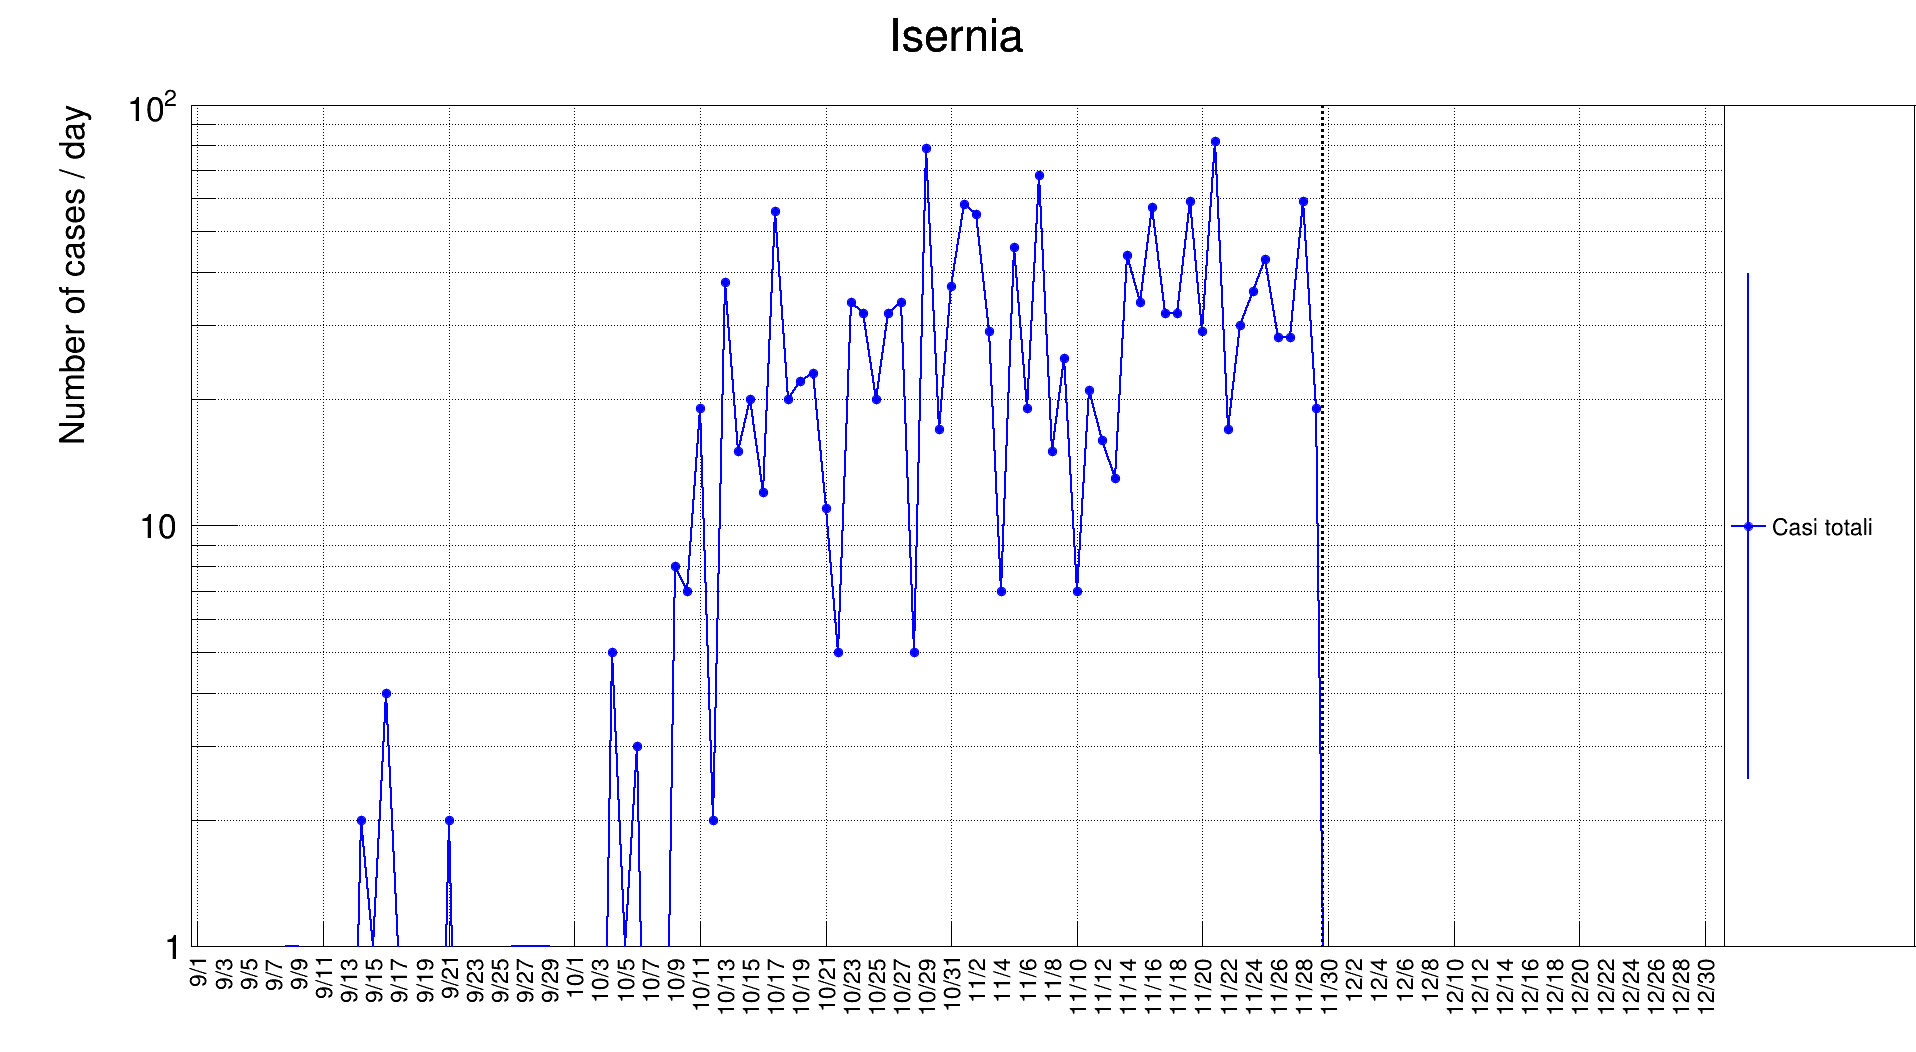 Isernia
Number of cases / day
10²
10
1
9/1 9/3 9/5 9/7 9/9 9/11 9/13 9/15 9/17 9/19 9/21 9/23 9/25 9/27 9/29 10/1 10/3 10/5 10/7 10/9 10/11 10/13 10/15 10/17 10/19 10/21 10/23 10/25 10/27 10/29 10/31 11/2 11/4 11/6 11/8 11/10 11/12 11/14 11/16 11/18 11/20 11/22 11/24 11/26 11/28 11/30 12/2 12/4 12/6 12/8 12/10 12/12 12/14 12/16 12/18 12/20 12/22 12/24 12/26 12/28 12/30
Casi totali